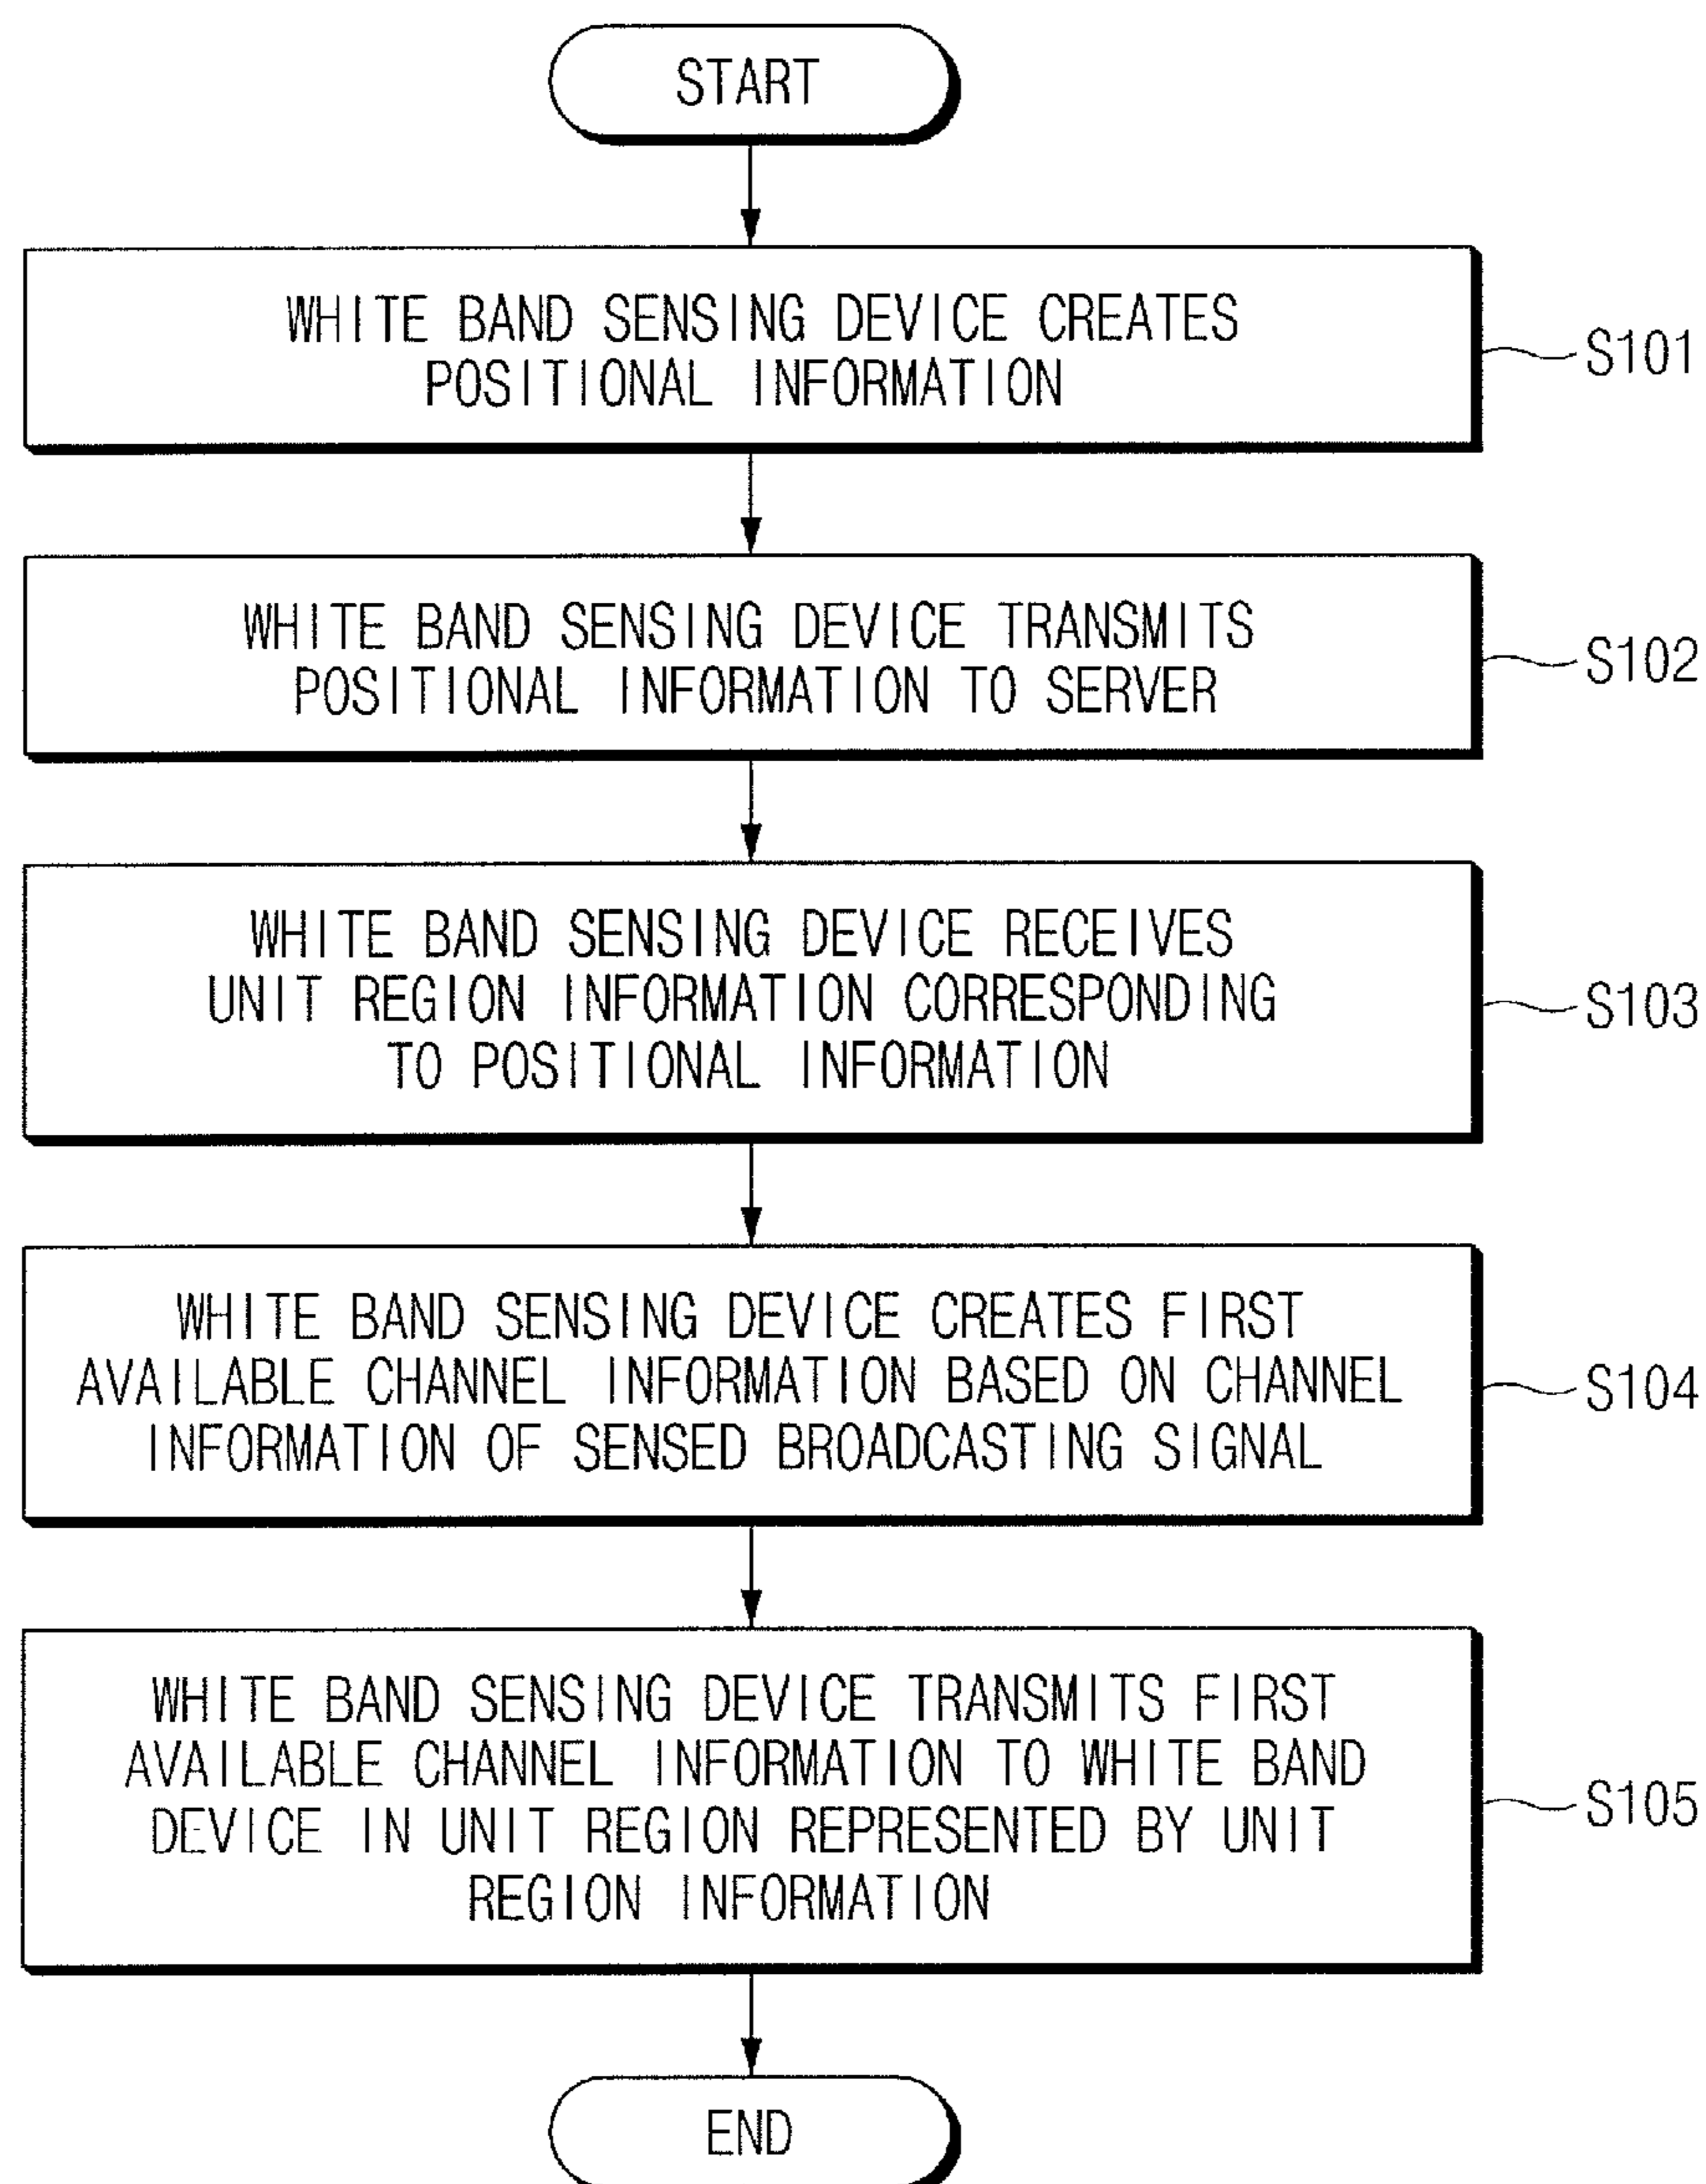 START
WHITE BAND SENSING DEVICE CREATES
POSITIONAL INFORMATION
S101
WHITE BAND SENSING DEVICE TRANSMITS
POSITIONAL INFORMATION TO SERVER
S102
WHITE BAND SENSING DEVICE RECEIVES
UNIT REGION INFORMATION CORRESPONDING
TO POSITIONAL INFORMATION
S103
WHITE BAND SENSING DEVICE CREATES FIRST
AVAILABLE CHANNEL INFORMATION BASED ON CHANNEL
INFORMATION OF SENSED BROADCASTING SIGNAL
S104
WHITE BAND SENSING DEVICE TRANSMITS FIRST
AVAILABLE CHANNEL INFORMATION TO WHITE BAND
DEVICE IN UNIT REGION REPRESENTED BY UNIT
REGION INFORMATION
S105
END